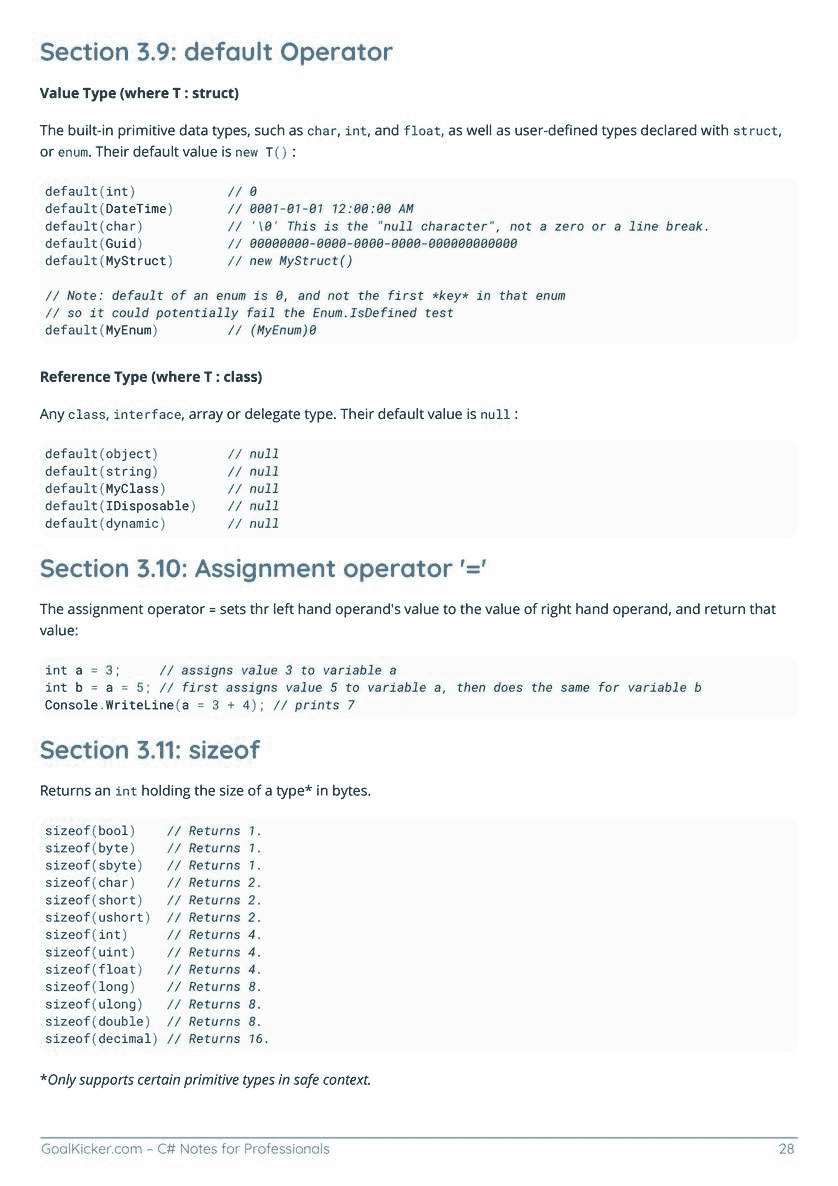 Section 3.9: default Operator
Value Type (where T : struct)
The built-in primitive data types, such as char, int, and float, as well as user-defined types declared with struct,
or enum. Their default value is new T() :
default(int)            // 0
default(DateTime)       // 0001-01-01 12:00:00 AM
default(char)           // '\0' This is the "null character", not a zero or a line break.
default(Guid)           // 00000000-0000-0000-0000-000000000000
default(MyStruct)       // new MyStruct()
// Note: default of an enum is 0, and not the first *key* in that enum
// so it could potentially fail the Enum.IsDefined test
default(MyEnum)         // (MyEnum)0
Reference Type (where T : class)
Any class, interface, array or delegate type. Their default value is null :
default(object)         // null
default(string)         // null
default(MyClass)        // null
default(IDisposable)    // null
default(dynamic)        // null
Section 3.10: Assignment operator '='
The assignment operator = sets thr left hand operand's value to the value of right hand operand, and return that
value:
int a = 3;     // assigns value 3 to variable a
int b = a = 5; // first assigns value 5 to variable a, then does the same for variable b
Console.WriteLine(a = 3 + 4); // prints 7
Section 3.11: sizeof
Returns an int holding the size of a type* in bytes.
sizeof(bool)    // Returns 1.
sizeof(byte)    // Returns 1.
sizeof(sbyte)   // Returns 1.
sizeof(char)    // Returns 2.
sizeof(short)   // Returns 2.
sizeof(ushort)  // Returns 2.
sizeof(int)     // Returns 4.
sizeof(uint)    // Returns 4.
sizeof(float)   // Returns 4.
sizeof(long)    // Returns 8.
sizeof(ulong)   // Returns 8.
sizeof(double)  // Returns 8.
sizeof(decimal) // Returns 16.
*Only supports certain primitive types in safe context.
GoalKicker.com – C# Notes for Professionals 28